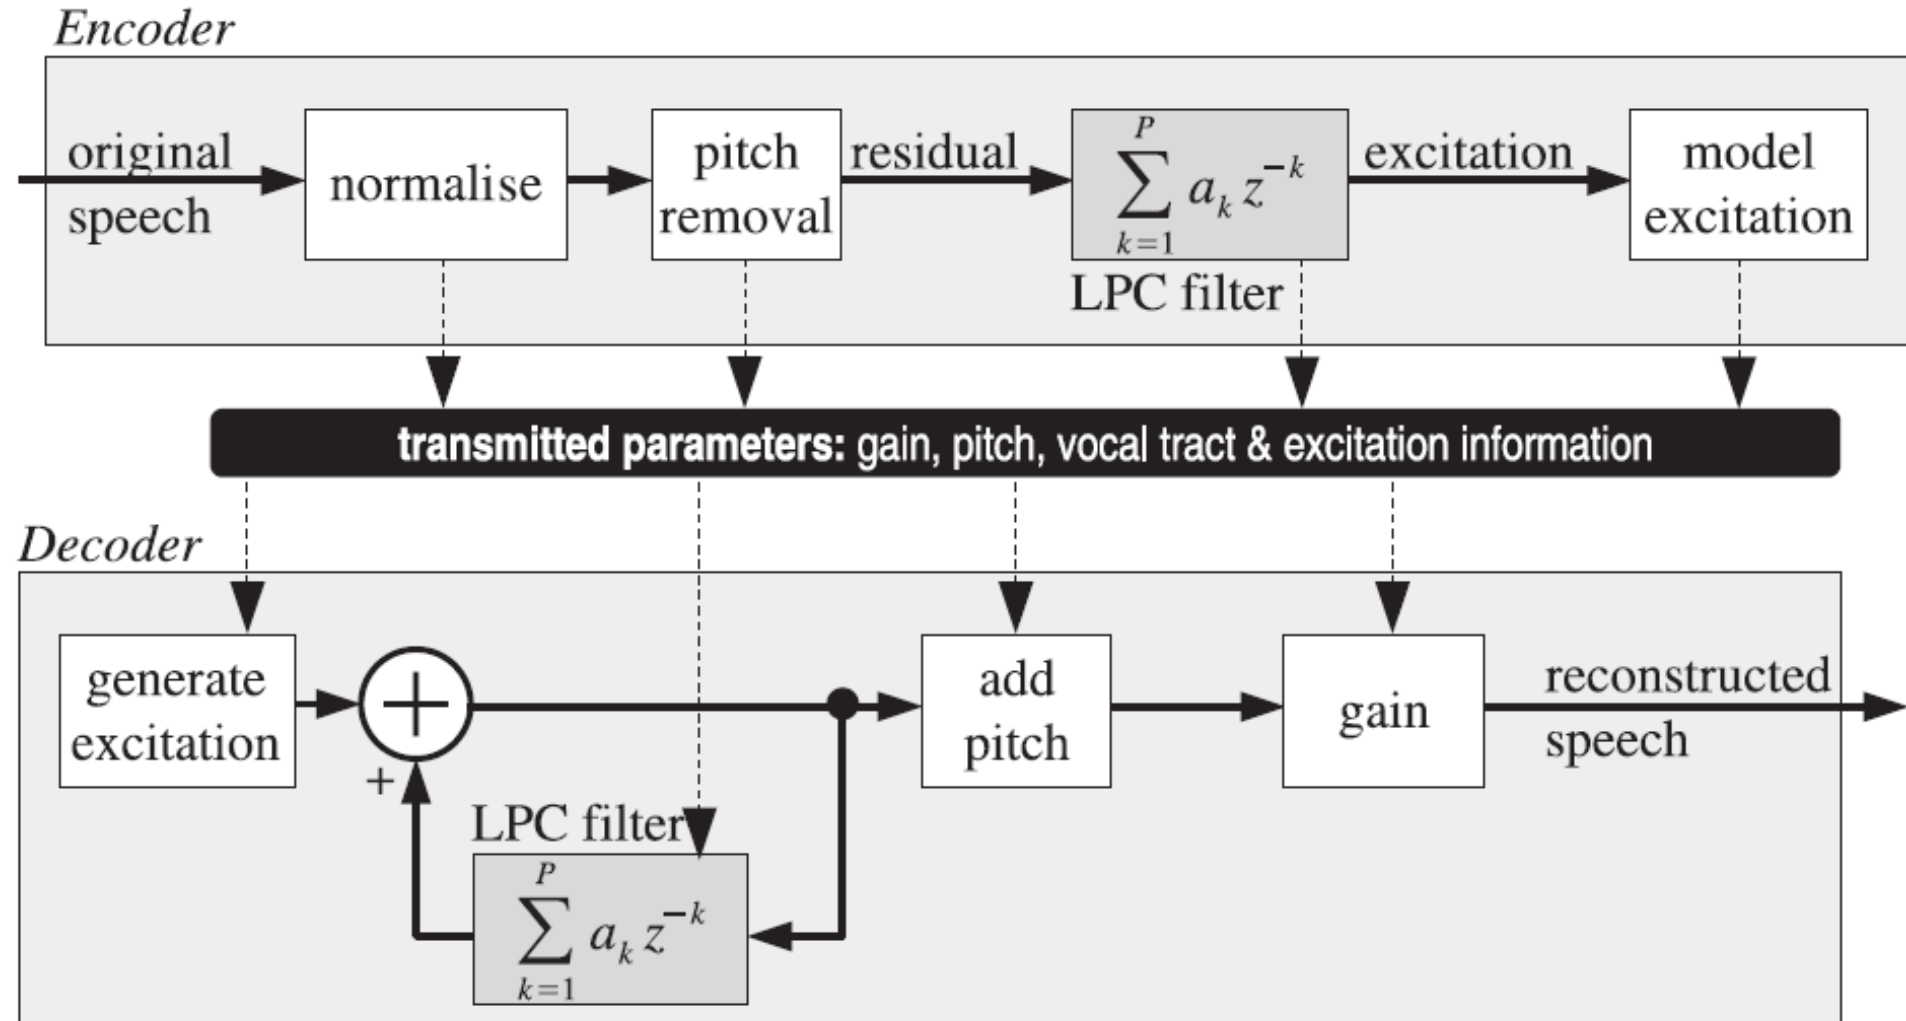 Encoder
original
speech
normalise
pitch
removal
residual
P
∑ a_k z^{-k}
k=1
LPC filter
excitation
model
excitation
transmitted parameters: gain, pitch, vocal tract & excitation information
Decoder
generate
excitation
+
+
LPC filter
P
∑ a_k z^{-k}
k=1
add
pitch
gain
reconstructed
speech